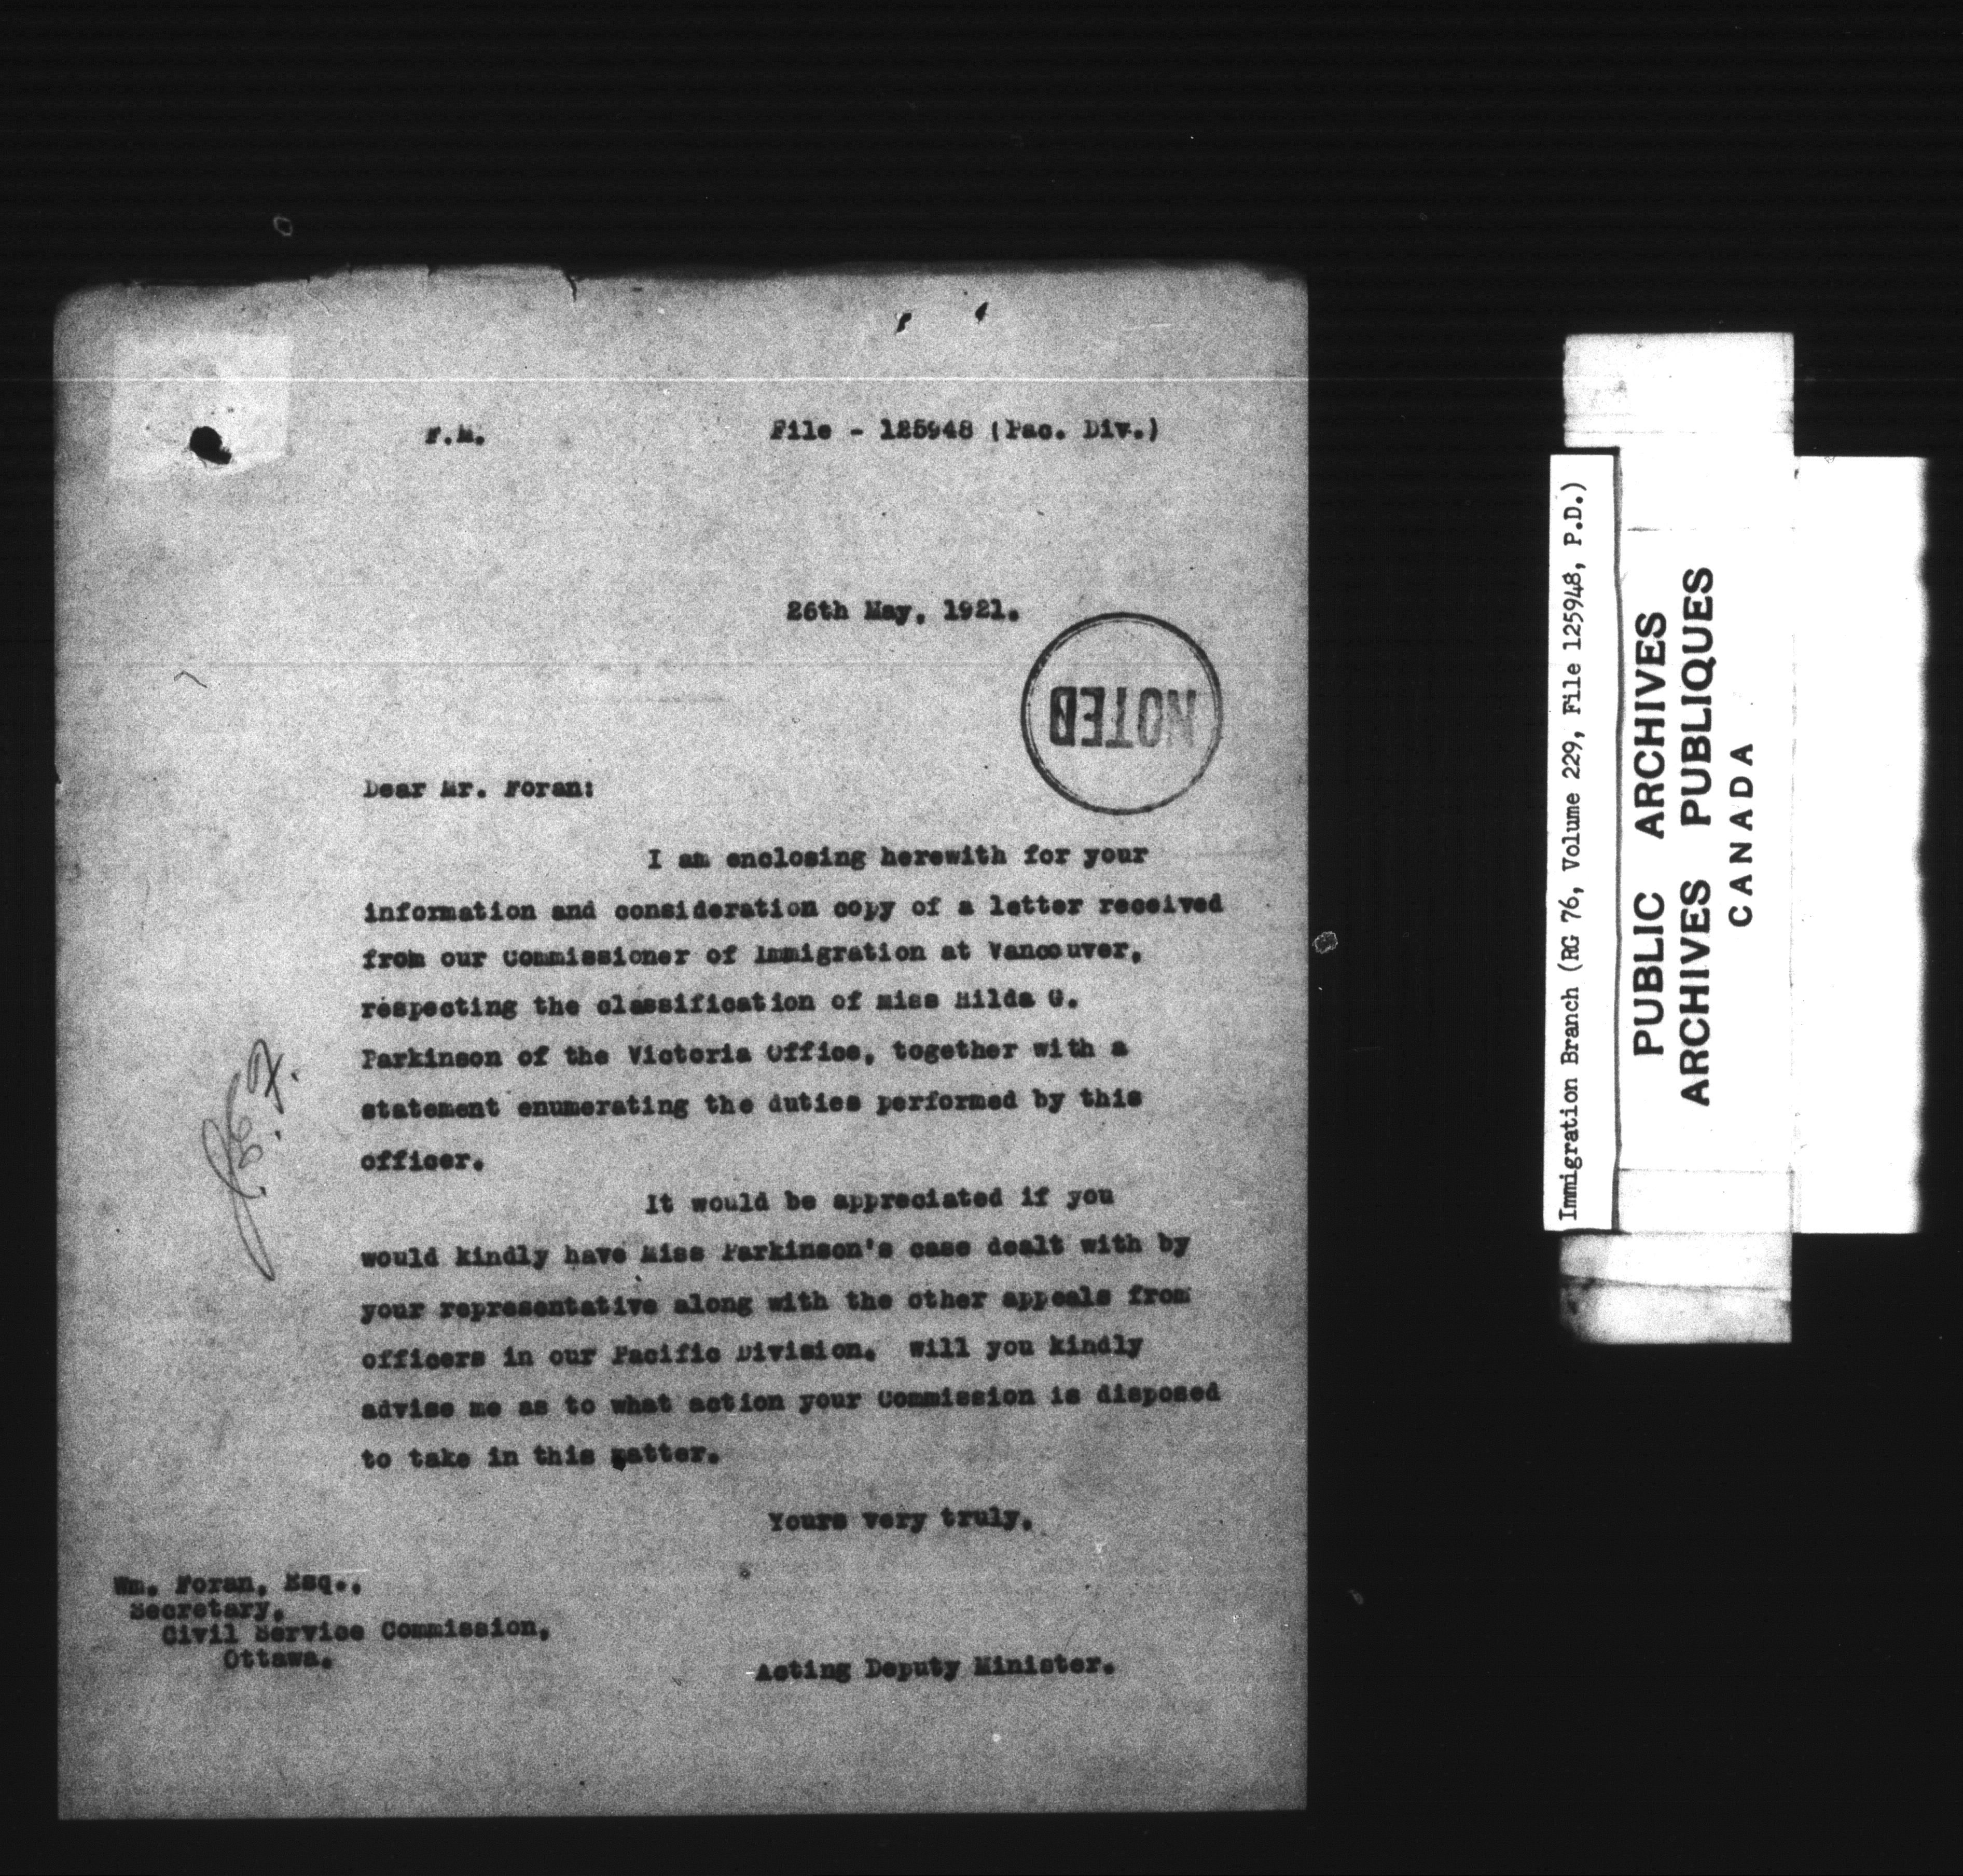 F.M.
File - 125948 (Pac. Div.)
26th May, 1921.
NOTED
Dear Mr. Foran:
I am enclosing herewith for your
information and consideration copy of a letter received
from our Commissioner of Immigration at Vancouver,
respecting the classification of Miss Hilda G.
Parkinson of the Victoria Office, together with a
statement enumerating the duties performed by this
officer.
It would be appreciated if you
would kindly have Miss Parkinson's case dealt with by
your representative along with the other appeals from
officers in our Pacific Division. Will you kindly
advise me as to what action your Commission is disposed
to take in this matter.
Yours very truly,
Wm. Foran, Esq.,
Secretary,
Civil Service Commission,
Ottawa.
Acting Deputy Minister.
Immigration Branch (RG 76, Volume 229, File 125948, P.D.)
PUBLIC ARCHIVES
ARCHIVES PUBLIQUES
CANADA